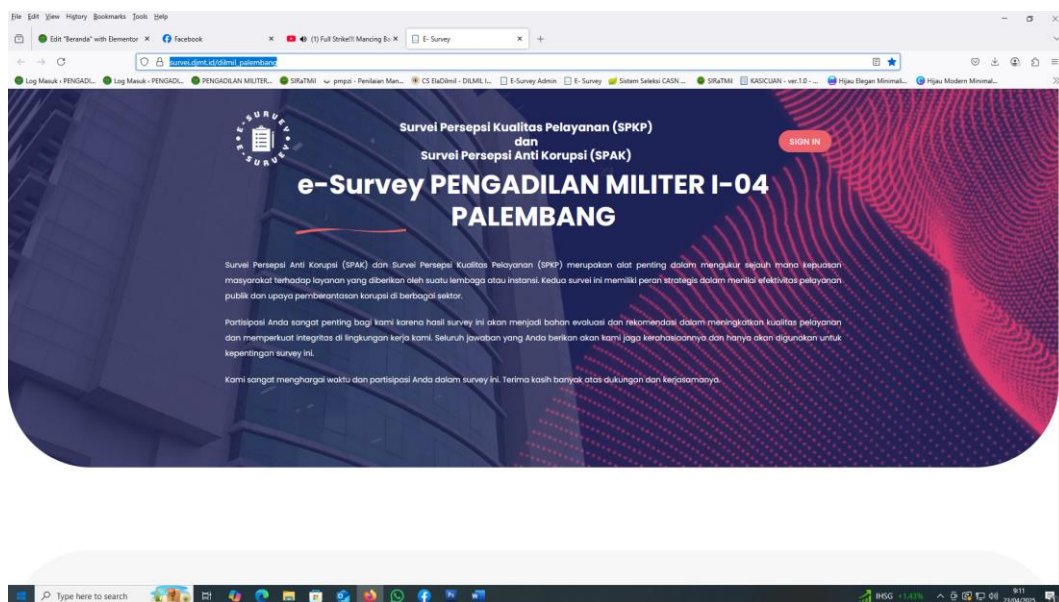 File Edit View History Bookmarks Tools Help
Edit "Beranda" with Elementor
Facebook
(1) Full Strike!!! Mancing Ba
E- Survey
survei.djmt.id/dilmil_palembang
Log Masuk ‹ PENGADI...
Log Masuk ‹ PENGADI...
PENGADILAN MILITER,...
SIRaTMil
pmpzi - Penilaian Man...
CS ElaDilmil - DILMIL I...
E-Survey Admin
E- Survey
Sistem Seleksi CASN ...
SIRaTMil
KASICUAN - ver.1.0 - ...
Hijau Elegan Minimali...
Hijau Modern Minimal...
E-SURVEY
E-SURVEY
Survei Persepsi Kualitas Pelayanan (SPKP)
dan
Survei Persepsi Anti Korupsi (SPAK)
SIGN IN
e-Survey PENGADILAN MILITER I-04
PALEMBANG
Survei Persepsi Anti Korupsi (SPAK) dan Survei Persepsi Kualitas Pelayanan (SPKP) merupakan alat penting dalam mengukur sejauh mana kepuasan
masyarakat terhadap layanan yang diberikan oleh suatu lembaga atau instansi. Kedua survei ini memiliki peran strategis dalam menilai efektivitas pelayanan
publik dan upaya pemberantasan korupsi di berbagai sektor.
Partisipasi Anda sangat penting bagi kami karena hasil survey ini akan menjadi bahan evaluasi dan rekomendasi dalam meningkatkan kualitas pelayanan
dan memperkuat integritas di lingkungan kerja kami. Seluruh jawaban yang Anda berikan akan kami jaga kerahasiaannya dan hanya akan digunakan untuk
kepentingan survey ini.
Kami sangat menghargai waktu dan partisipasi Anda dalam survey ini. Terima kasih banyak atas dukungan dan kerjasamanya.
Type here to search
IHSG +1.43%
9:11
23/04/2025